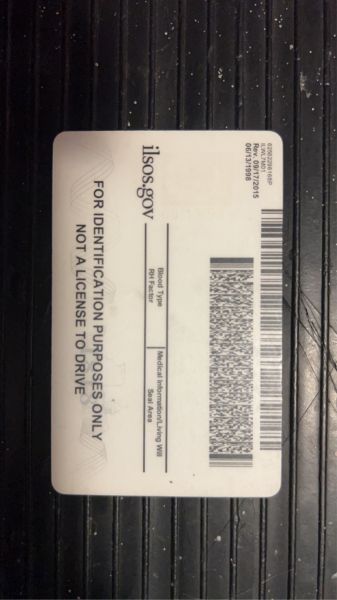 Rev. 09/17/2015
06/13/1998
ilsos.gov
Blood Type
RH Factor
Medical Information/Living Will
Seal Area
FOR IDENTIFICATION PURPOSES ONLY
NOT A LICENSE TO DRIVE